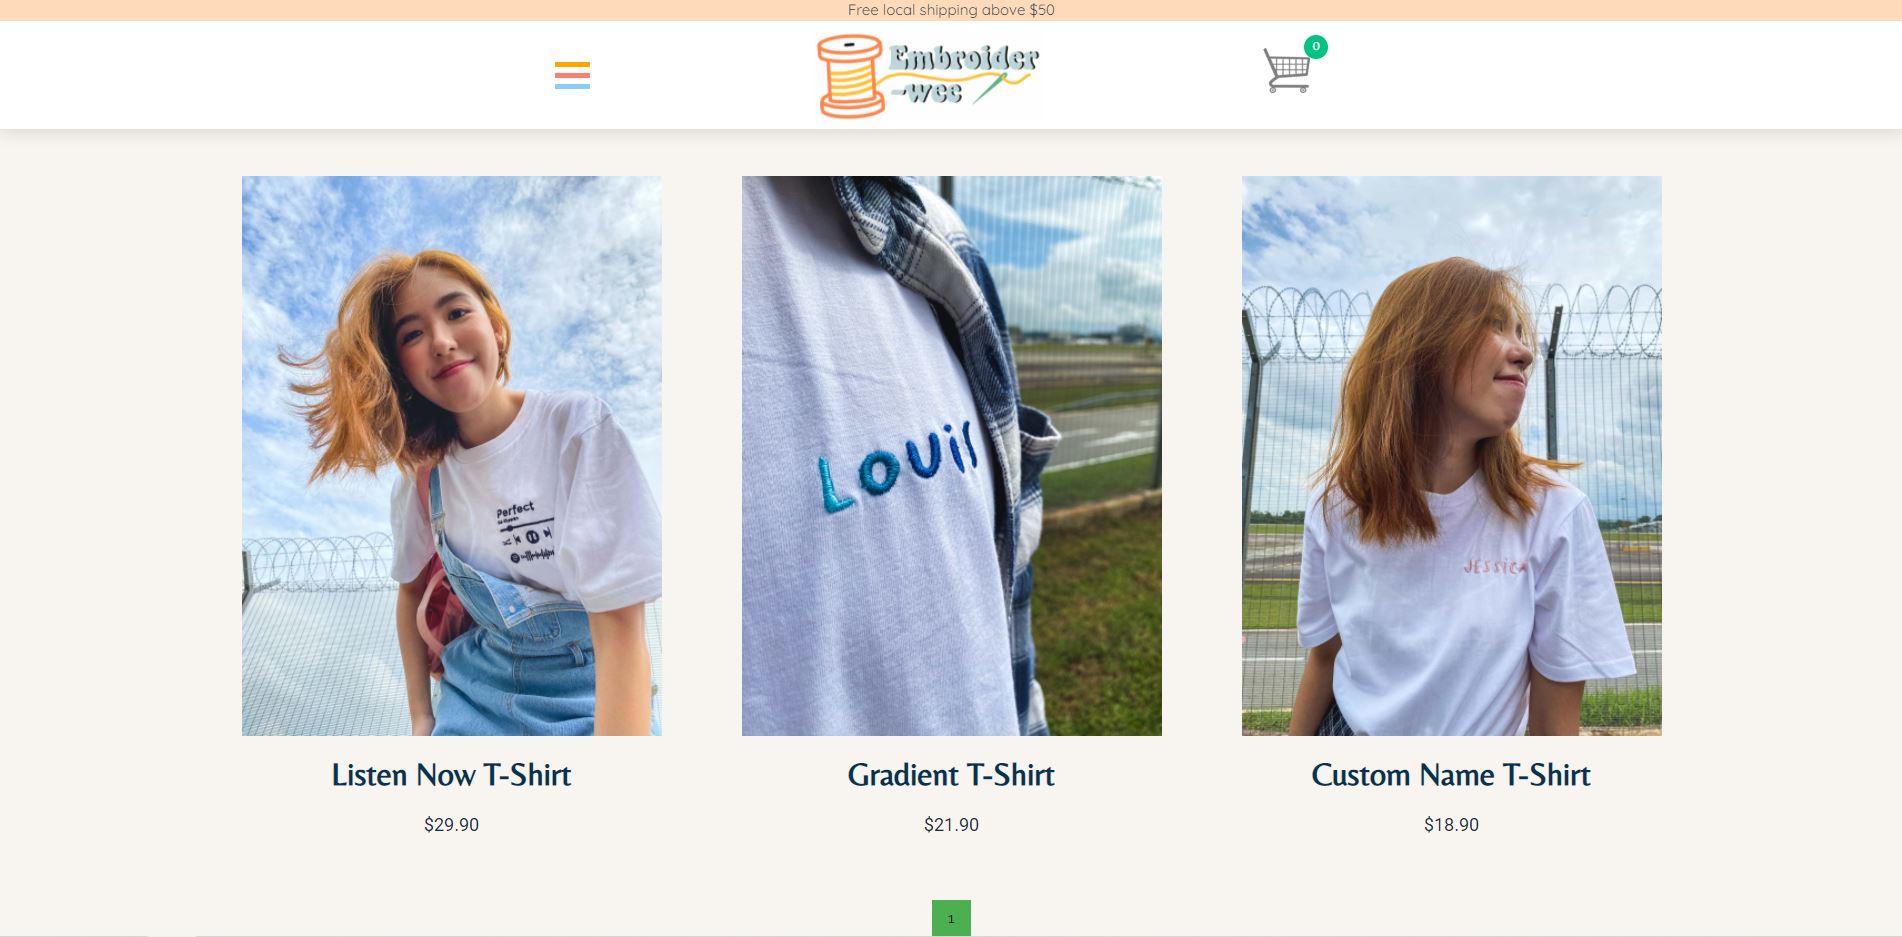 Free local shipping above $50
Embroider
-wee
0
Perfect
LOUIS
JESSICA
Listen Now T-Shirt
Gradient T-Shirt
Custom Name T-Shirt
$29.90
$21.90
$18.90
1